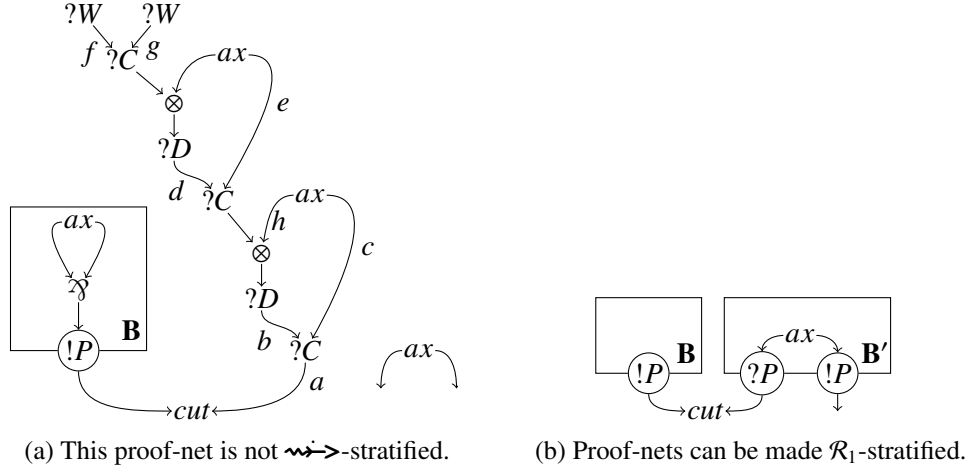 ?W ?W
f ?C g ax
⊗ e
?D
d ?C ax
h
ax ⊗ c
⅋ ?D
B b ?C
!P a ax
cut
ax
B B′
!P ?P !P
cut
(a) This proof-net is not -stratified.
(b) Proof-nets can be made R₁-stratified.